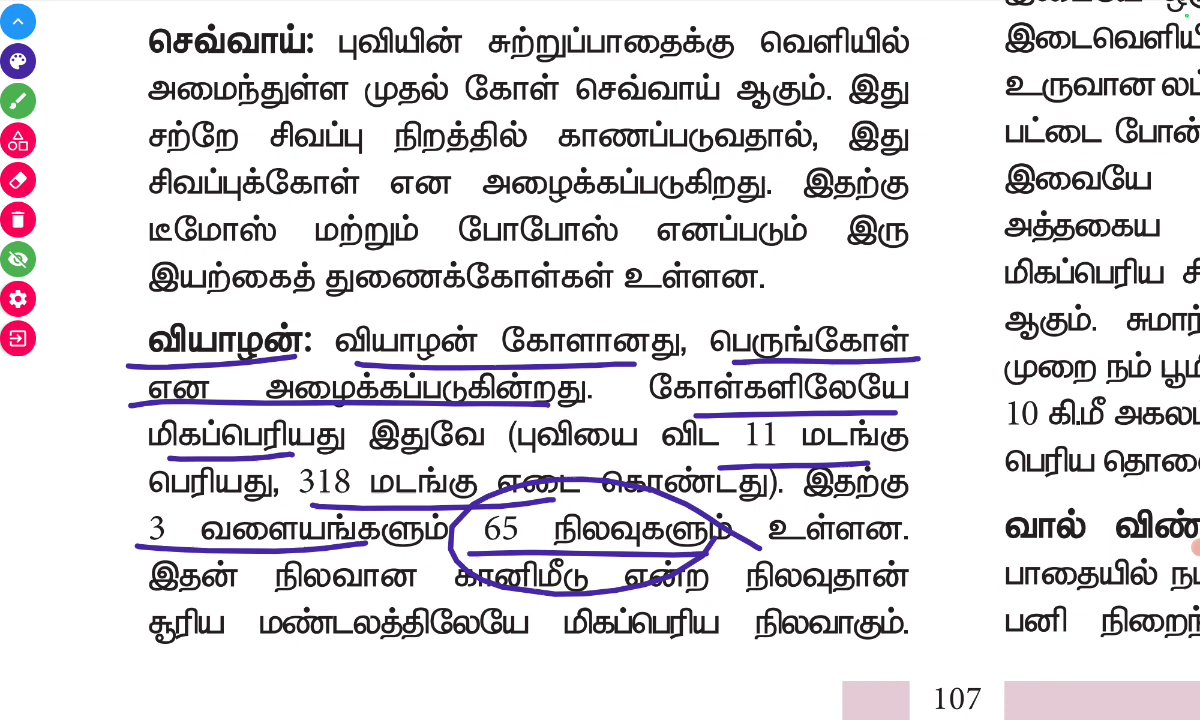 செவ்வாய்: புவியின் சுற்றுப்பாதைக்கு வெளியில்
அமைந்துள்ள முதல் கோள் செவ்வாய் ஆகும். இது
சற்றே சிவப்பு நிறத்தில் காணப்படுவதால், இது
சிவப்புக்கோள் என அழைக்கப்படுகிறது. இதற்கு
டீமோஸ் மற்றும் போபோஸ் எனப்படும் இரு
இயற்கைத் துணைக்கோள்கள் உள்ளன.
வியாழன்: வியாழன் கோளானது, பெருங்கோள்
என அழைக்கப்படுகின்றது. கோள்களிலேயே
மிகப்பெரியது இதுவே (புவியை விட 11 மடங்கு
பெரியது, 318 மடங்கு எடை கொண்டது). இதற்கு
3 வளையங்களும் 65 நிலவுகளும் உள்ளன.
இதன் நிலவான கானிமீடு என்ற நிலவுதான்
சூரிய மண்டலத்திலேயே மிகப்பெரிய நிலவாகும்.
உருவான
பட்டை
இவையே
அத்தகைய
மிகப்பெரிய
ஆகும். சுமார்
முறை நம்
10 கி.மீ
பெரிய
வால்
பாதையில்
பனி
107